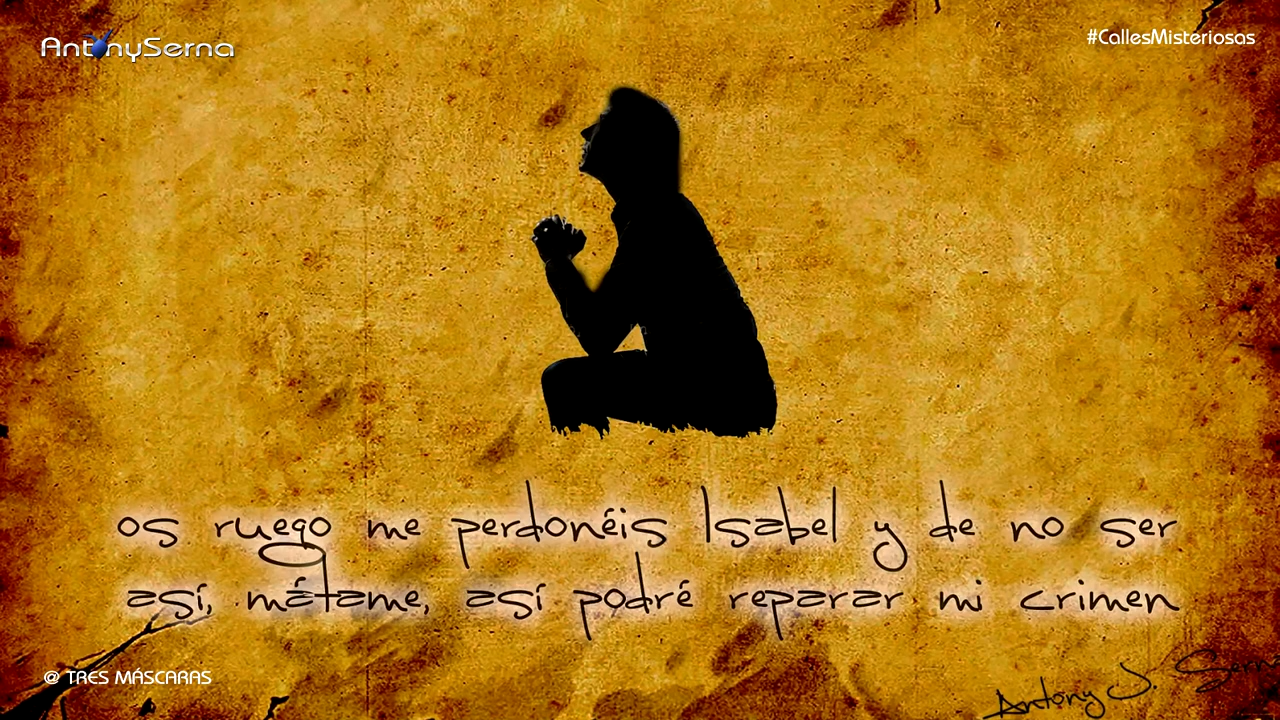 AntonySerna
#CallesMisteriosas
os ruego me perdonéis Isabel y de no ser
así, mátame, así podré reparar mi crimen
@ TRES MÁSCARAS
Antony J. Serna